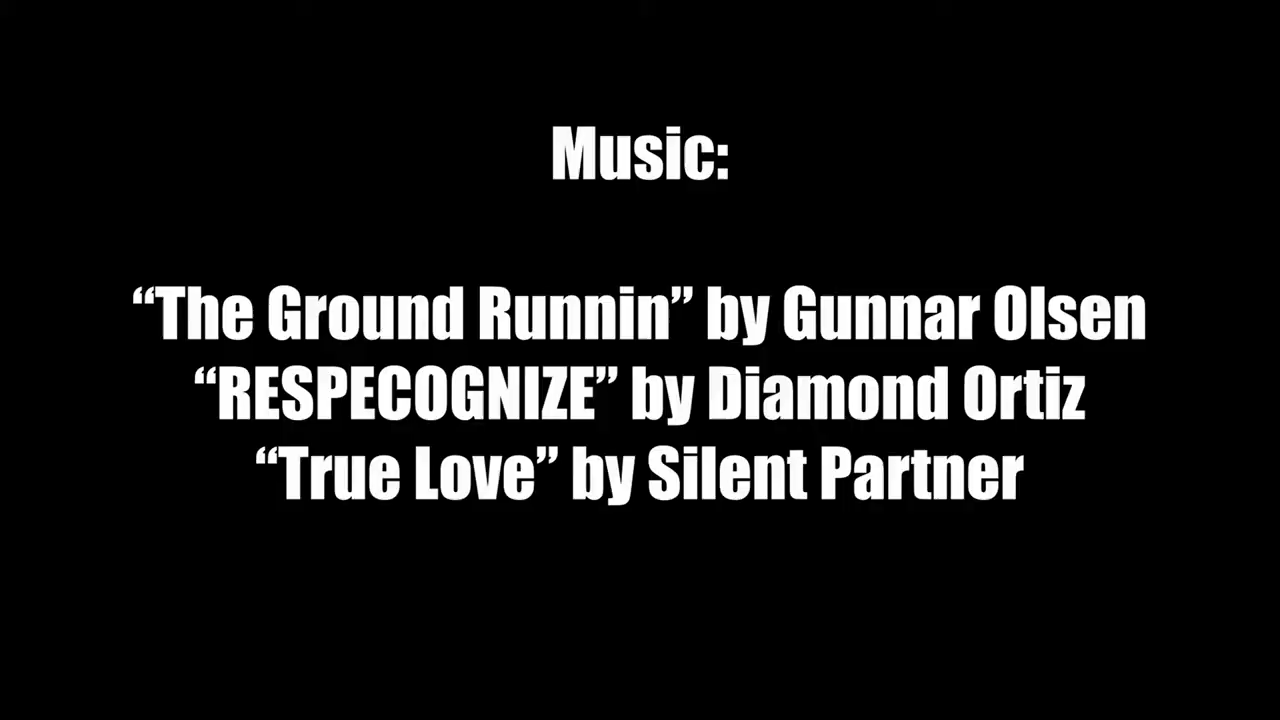 Music:
“The Ground Runnin” by Gunnar Olsen
“RESPECOGNIZE” by Diamond Ortiz
“True Love” by Silent Partner